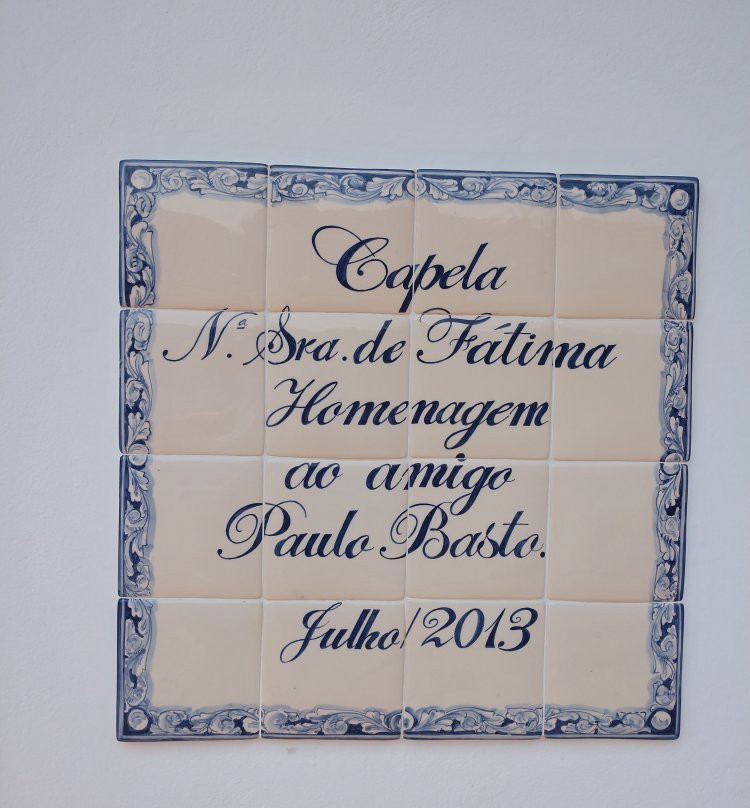 Capela
N.ª Sra. de Fátima
Homenagem
ao amigo
Paulo Basto.
Julho/2013